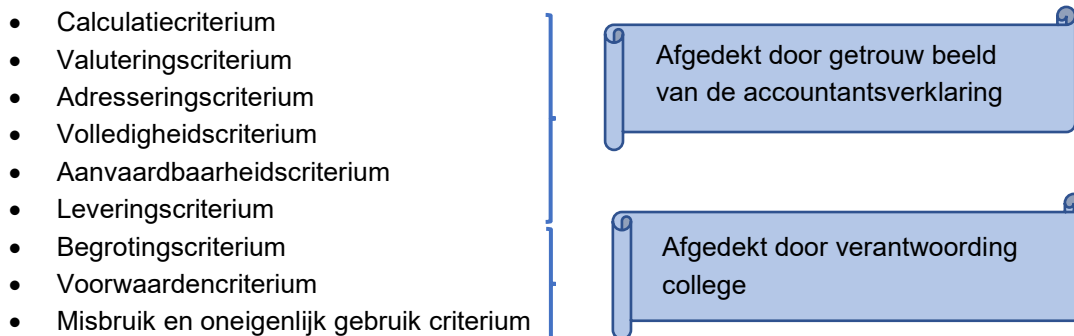 • Calculatiecriterium
• Valuteringscriterium
• Adresseringscriterium
• Volledigheidscriterium
• Aanvaardbaarheidscriterium
• Leveringscriterium
• Begrotingscriterium
• Voorwaardencriterium
• Misbruik en oneigenlijk gebruik criterium
Afgedekt door getrouw beeld
van de accountantsverklaring
Afgedekt door verantwoording
college